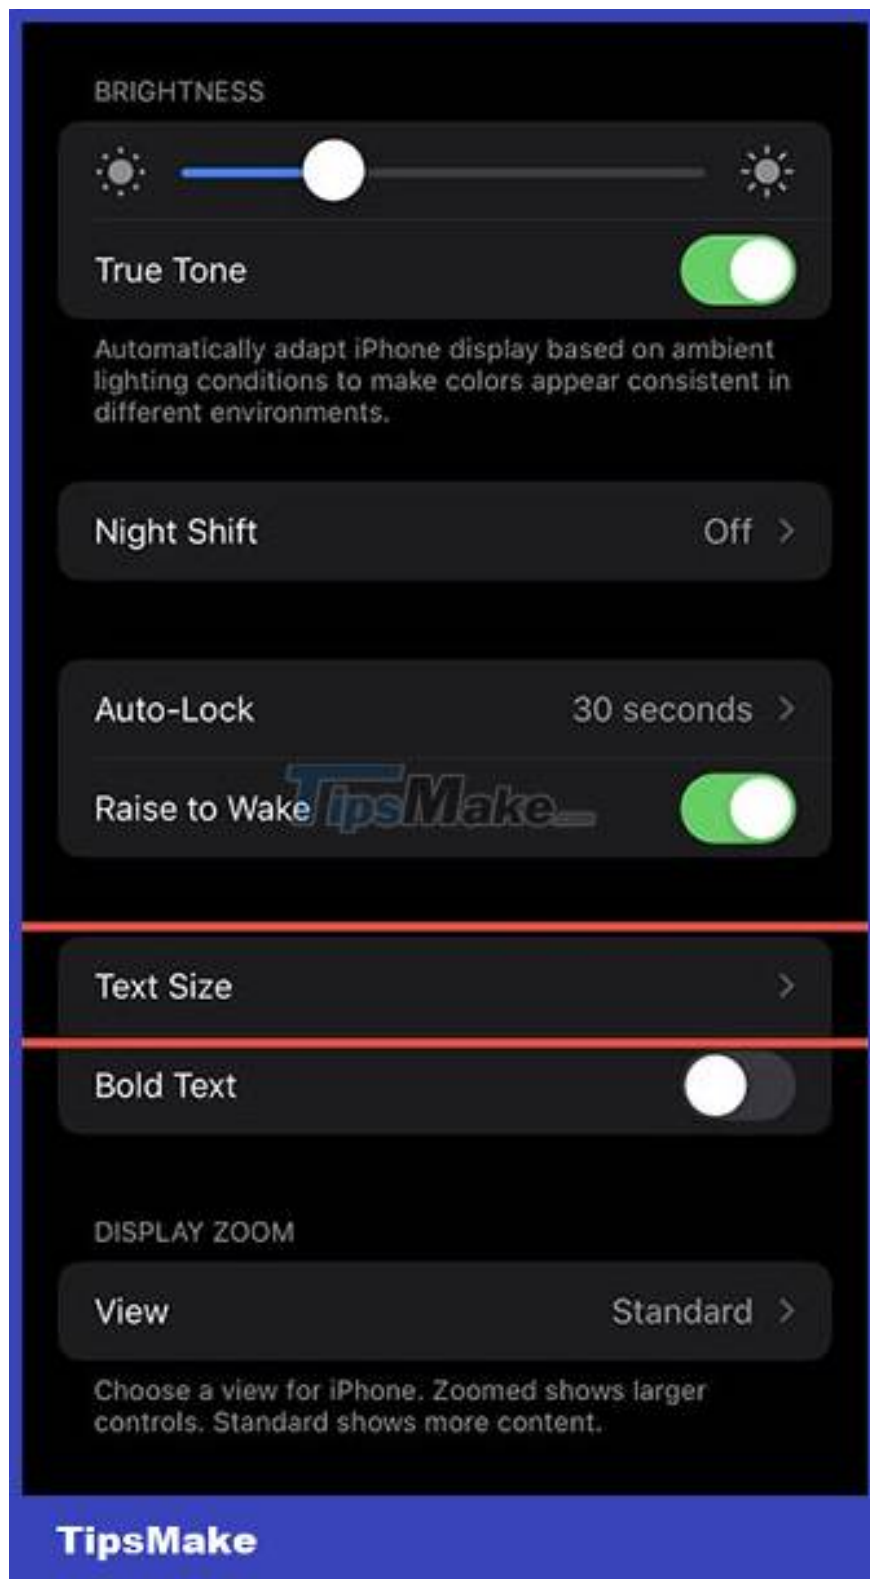 BRIGHTNESS
True Tone
Automatically adapt iPhone display based on ambient
lighting conditions to make colors appear consistent in
different environments.
Night Shift Off
Auto-Lock 30 seconds
Raise to Wake
TipsMake
Text Size
Bold Text
DISPLAY ZOOM
View Standard
Choose a view for iPhone. Zoomed shows larger
controls. Standard shows more content.
TipsMake